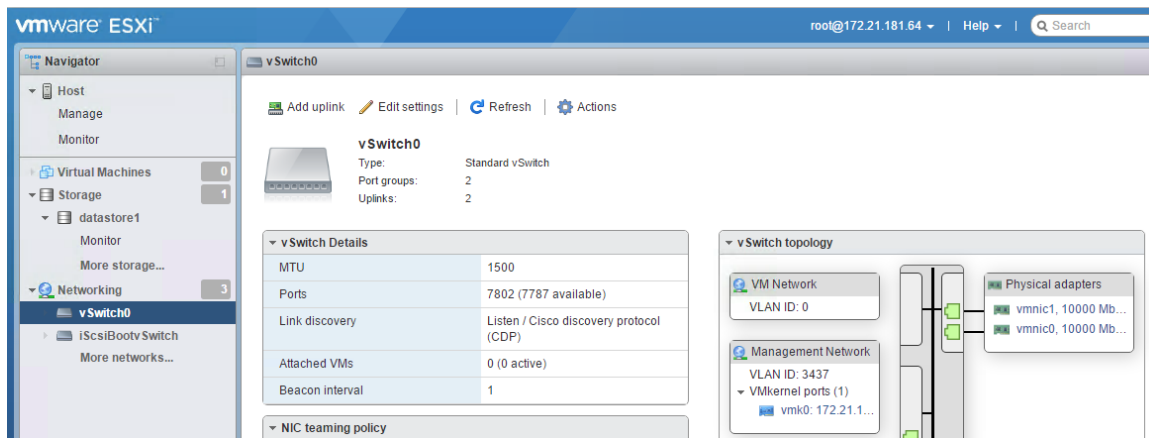 vmware ESXi™
root@172.21.181.64 | Help | Search
Navigator
Host
Manage
Monitor
Virtual Machines 0
Storage 1
datastore1
Monitor
More storage...
Networking 3
vSwitch0
iScsiBootvSwitch
More networks...
vSwitch0
Add uplink Edit settings | Refresh | Actions
vSwitch0
Type: Standard vSwitch
Port groups: 2
Uplinks: 2
vSwitch Details
MTU 1500
Ports 7802 (7787 available)
Link discovery Listen / Cisco discovery protocol
(CDP)
Attached VMs 0 (0 active)
Beacon interval 1
NIC teaming policy
vSwitch topology
VM Network
VLAN ID: 0
Management Network
VLAN ID: 3437
VMkernel ports (1)
vmk0: 172.21.1...
Physical adapters
vmnic1, 10000 Mb...
vmnic0, 10000 Mb...